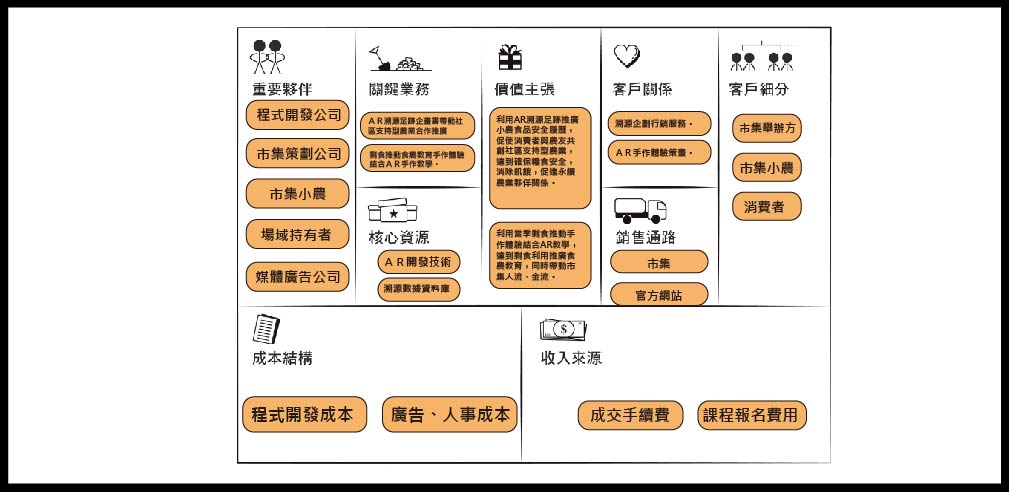 重要夥伴
程式開發公司
市集策劃公司
市集小農
場域持有者
媒體廣告公司
關鍵業務
AR溯源足跡企畫書帶動社
區支持型農業合作推廣
剩食推動食農教育手作體驗
結合AR手作教學。
核心資源
AR開發技術
溯源數據資料庫
價值主張
利用AR溯源足跡推廣
小農食品安全履歷，
促使消費者與農友共
創社區支持型農業，
達到確保糧食安全，
消除飢餓，促進永續
農業夥伴關係。
利用當季剩食推動手
作體驗結合AR教學，
達到剩食利用推廣食
農教育，同時帶動市
集人流、金流。
客戶關係
溯源企劃行銷服務。
AR手作體驗策畫。
銷售通路
市集
官方網站
客戶細分
市集舉辦方
市集小農
消費者
成本結構
程式開發成本
廣告、人事成本
收入來源
$
成交手續費
課程報名費用